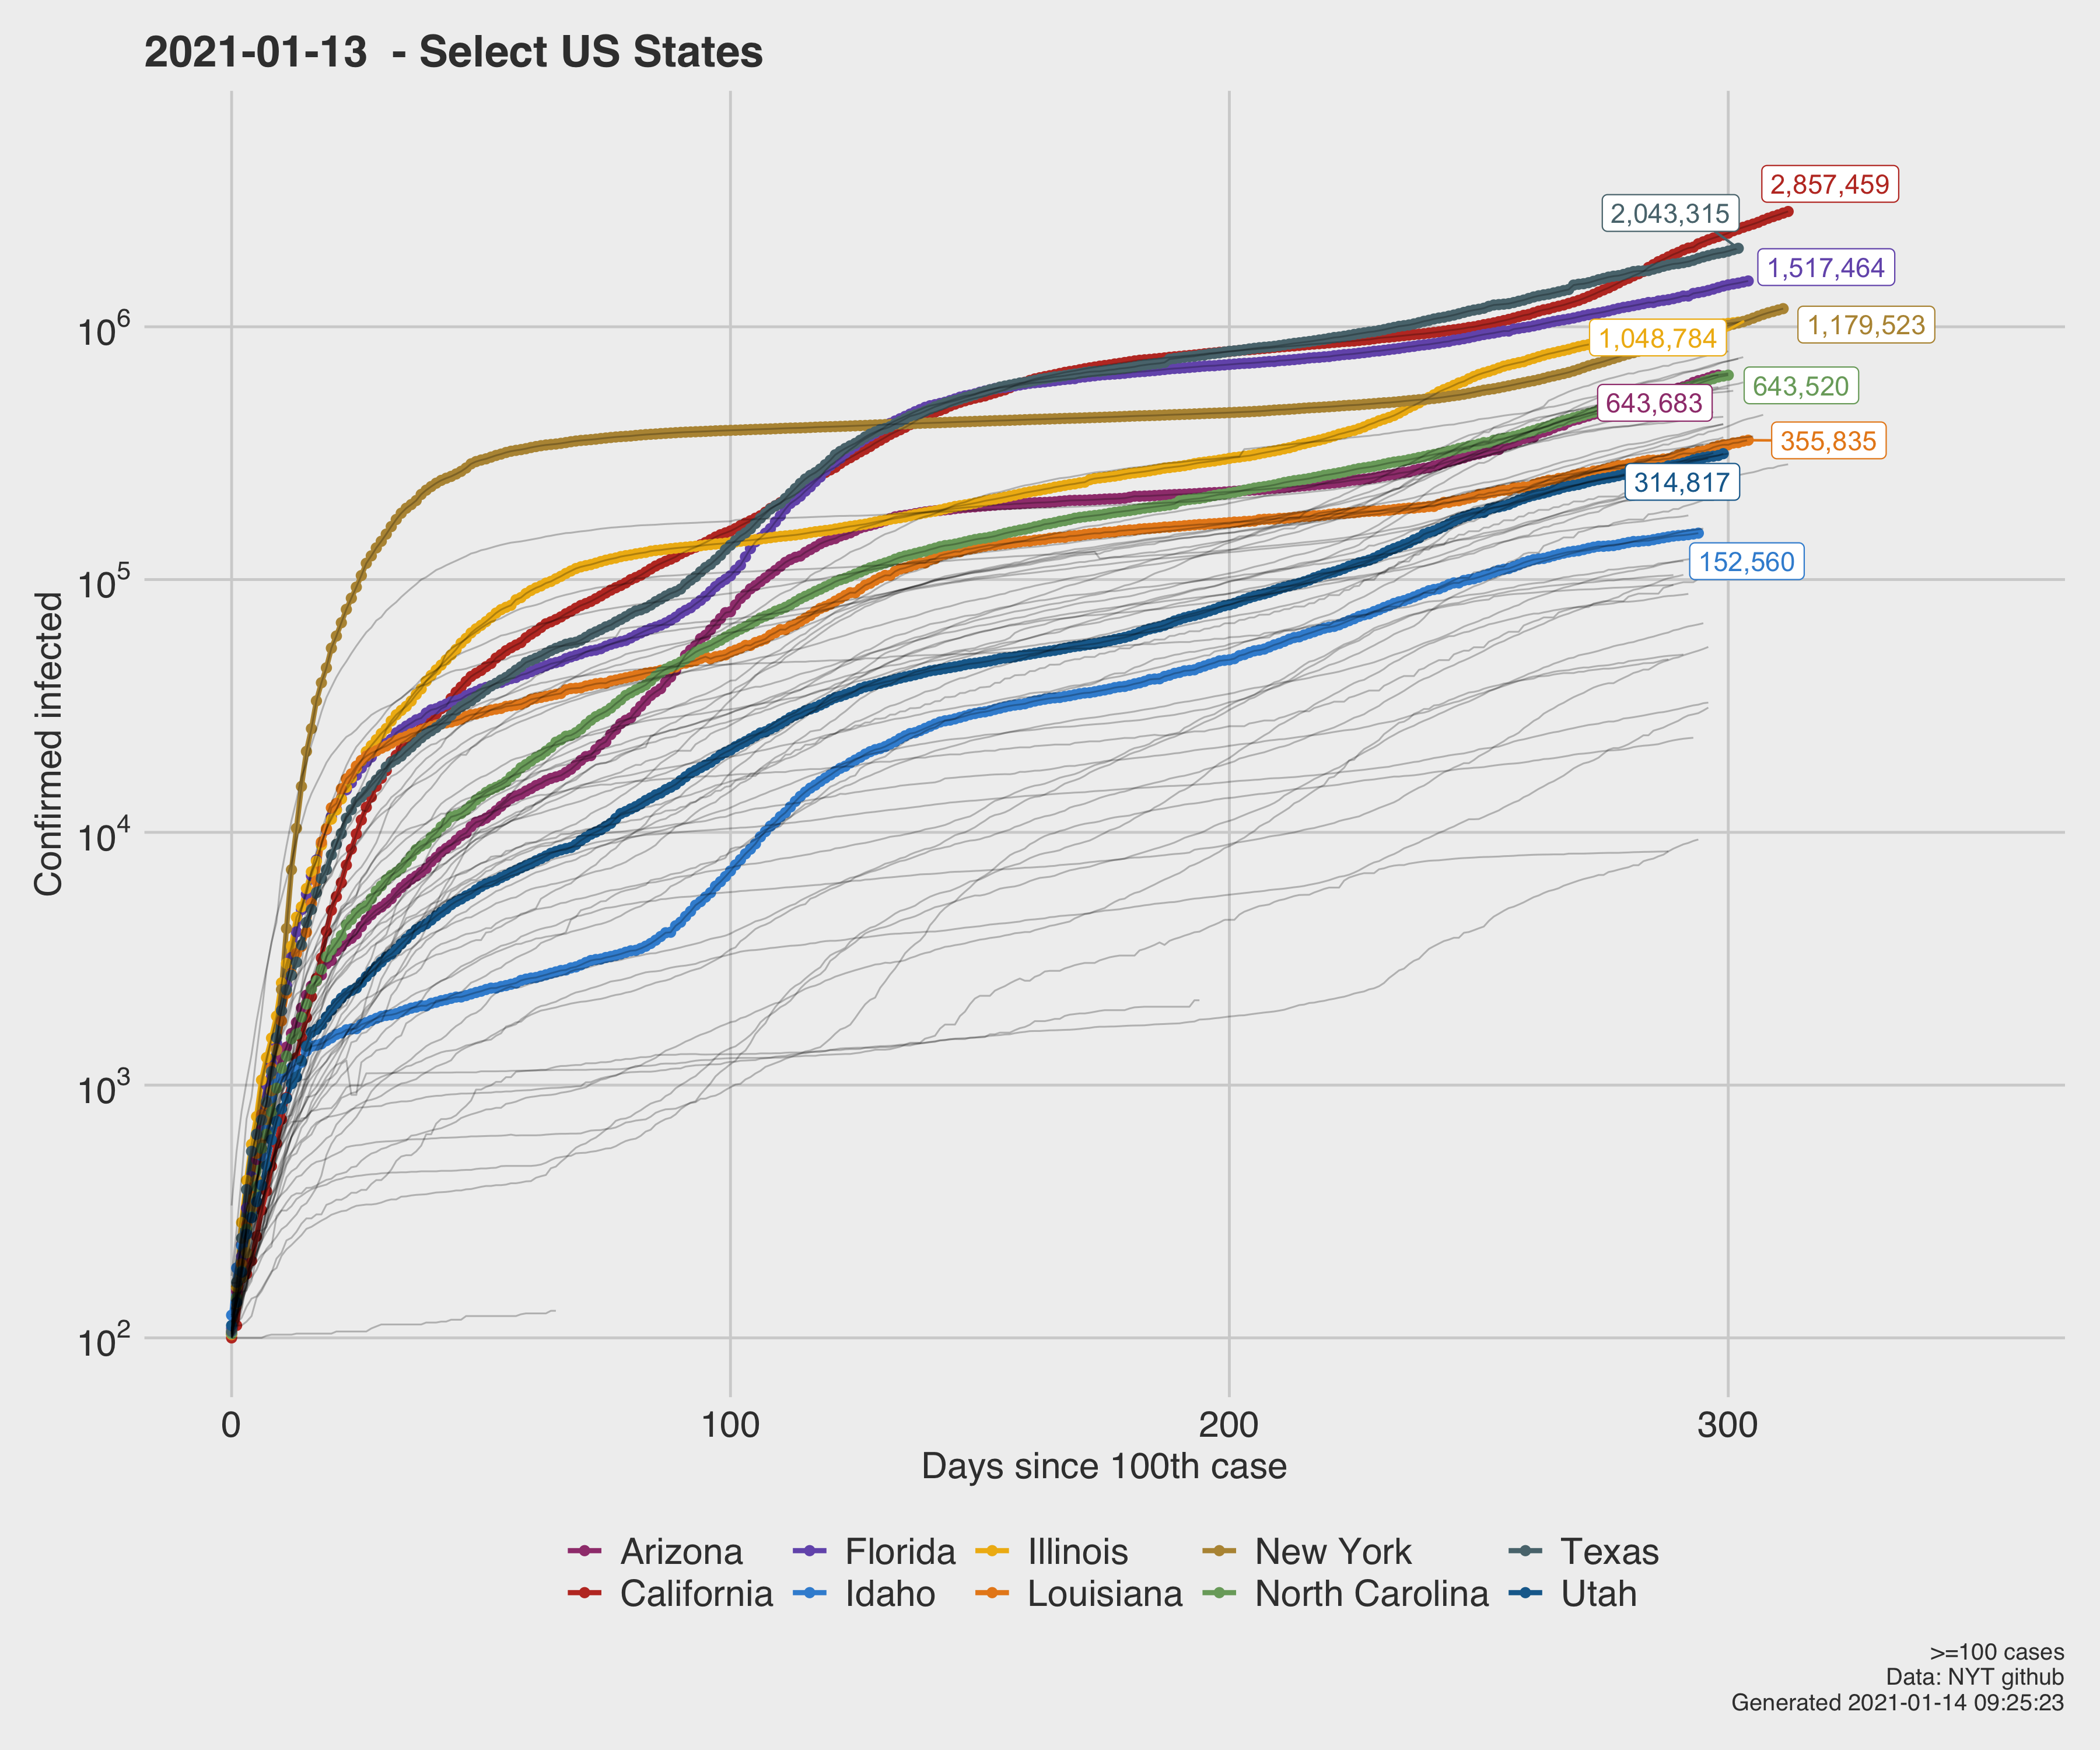 2021-01-13  - Select US States
2,857,459
2,043,315
1,517,464
1,179,523
1,048,784
643,520
643,683
355,835
314,817
152,560
10^6
10^5
10^4
10^3
10^2
Confirmed infected
0 100 200 300
Days since 100th case
Arizona Florida Illinois New York Texas
California Idaho Louisiana North Carolina Utah
>=100 cases
Data: NYT github
Generated 2021-01-14 09:25:23